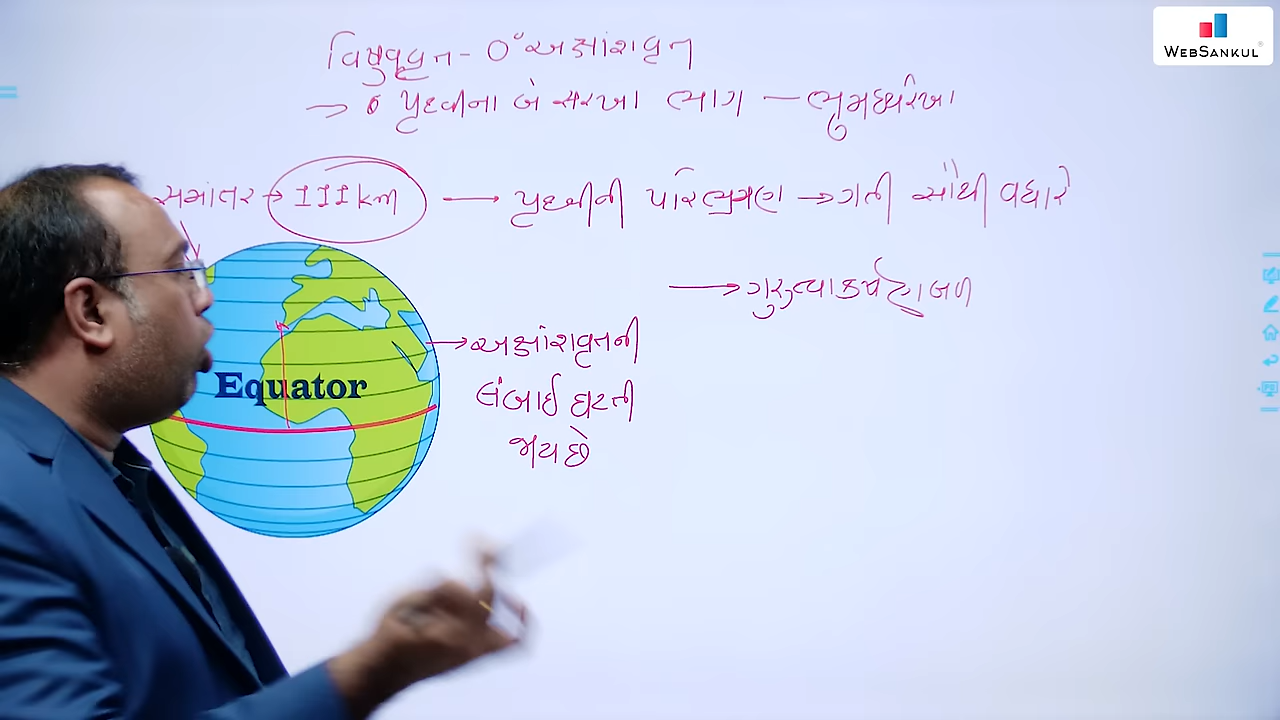 WEBSANKUL
વિષુવવૃત - 0° અક્ષાંશવૃત
→ પૃથ્વીના બે સરખા ભાગ - ભુમધ્યરેખા
સમાંતર → 111 km → પૃથ્વીની પરિભ્રમણ → ગતી સૌથી વધારે
→ ગુરુત્વાકર્ષણ બળ
→ અક્ષાંશવૃતની
લંબાઈ ઘટતી
જાય છે
Equator